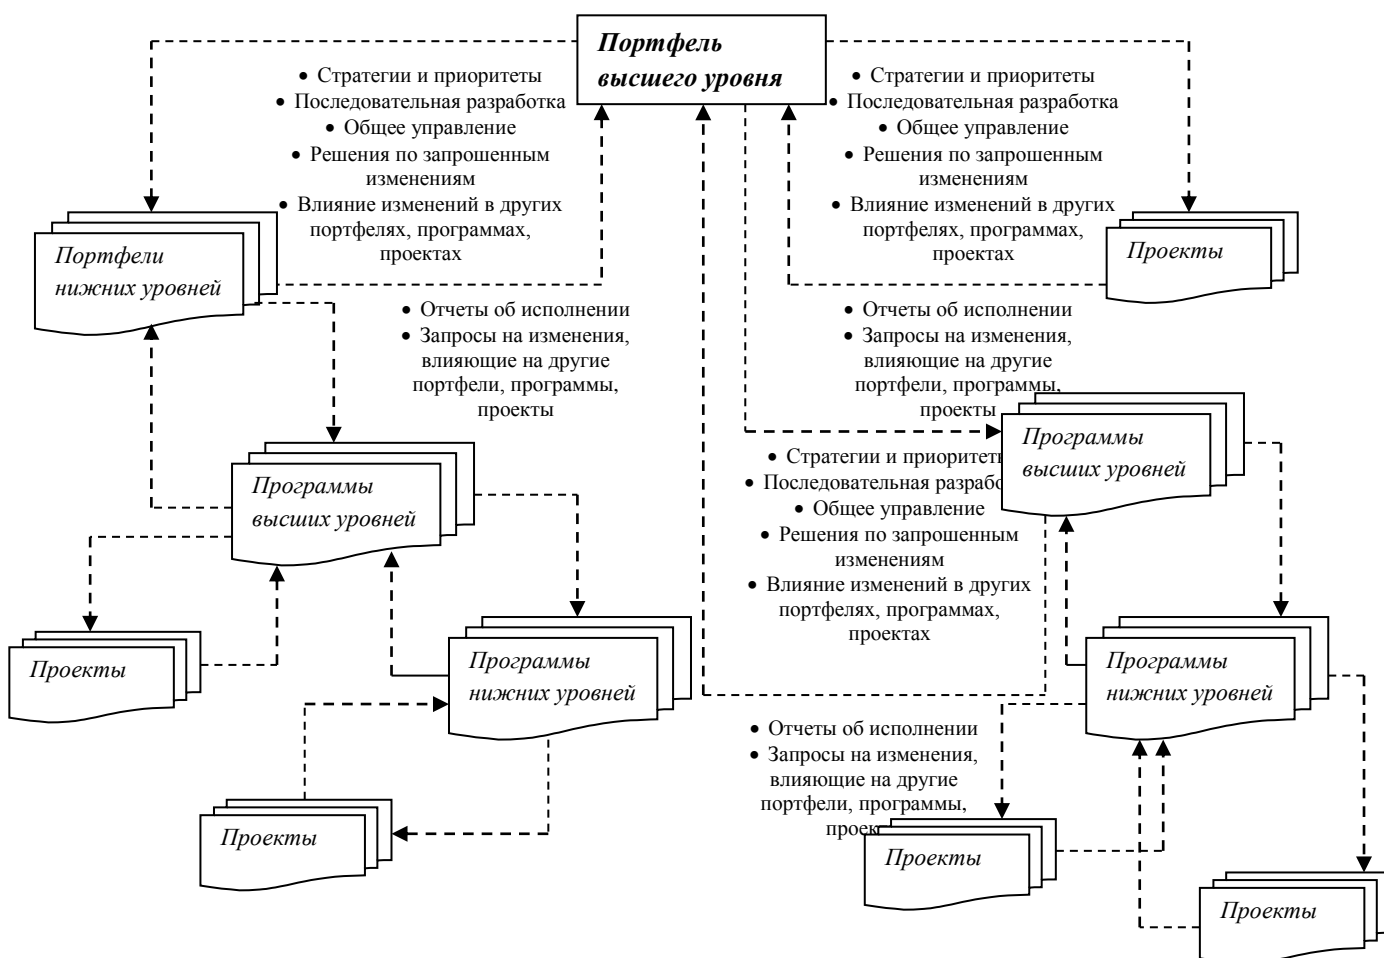 Портфель
высшего уровня
• Стратегии и приоритеты
• Последовательная разработка
• Общее управление
• Решения по запрошенным
изменениям
• Влияние изменений в других
портфелях, программах,
проектах
• Стратегии и приоритеты
• Последовательная разработка
• Общее управление
• Решения по запрошенным
изменениям
• Влияние изменений в других
портфелях, программах,
проектах
Портфели
нижних уровней
Проекты
• Отчеты об исполнении
• Запросы на изменения,
влияющие на другие
портфели, программы,
проекты
• Отчеты об исполнении
• Запросы на изменения,
влияющие на другие
портфели, программы,
проекты
Программы
высших уровней
Программы
высших уровней
• Стратегии и приоритеты
• Последовательная разрабо
• Общее управление
• Решения по запрошенным
изменениям
• Влияние изменений в других
портфелях, программах,
проектах
Проекты
Программы
нижних уровней
Программы
нижних уровней
• Отчеты об исполнении
• Запросы на изменения,
влияющие на другие
портфели, программы,
проек
Проекты
Проекты
Проекты